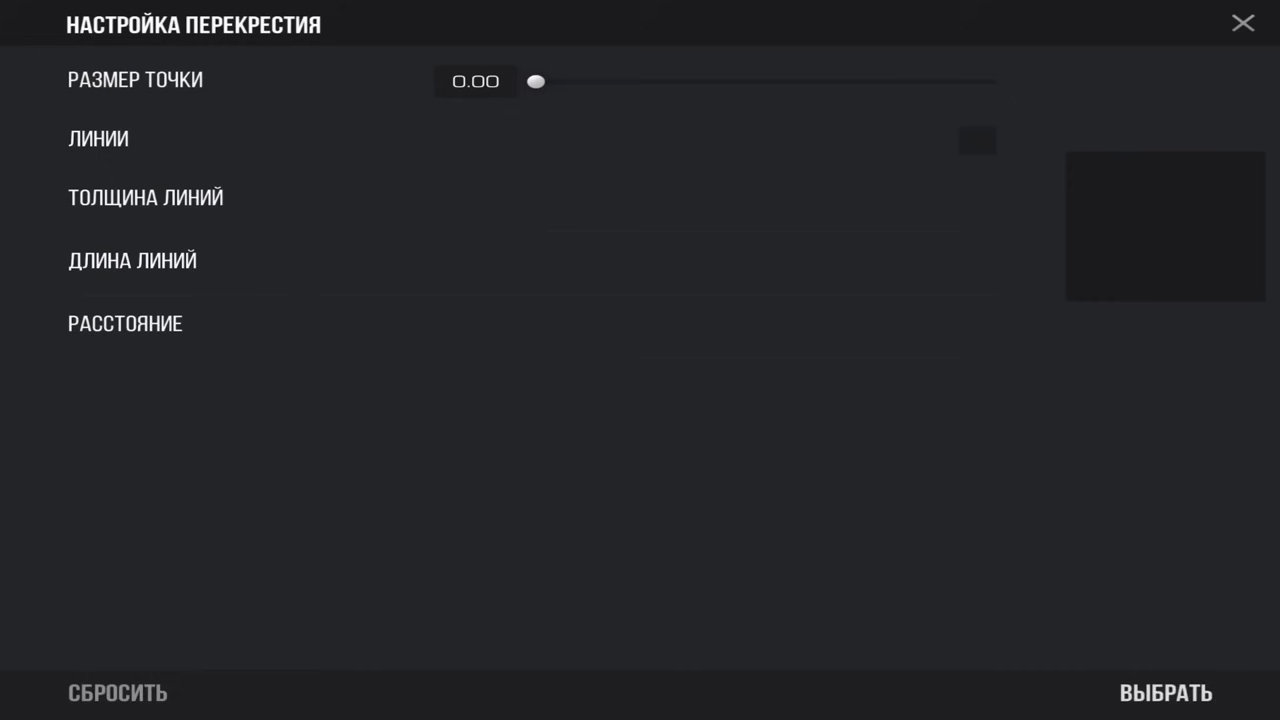 НАСТРОЙКА ПЕРЕКРЕСТИЯ
РАЗМЕР ТОЧКИ 0.00
ЛИНИИ
ТОЛЩИНА ЛИНИЙ
ДЛИНА ЛИНИЙ
РАССТОЯНИЕ
СБРОСИТЬ ВЫБРАТЬ